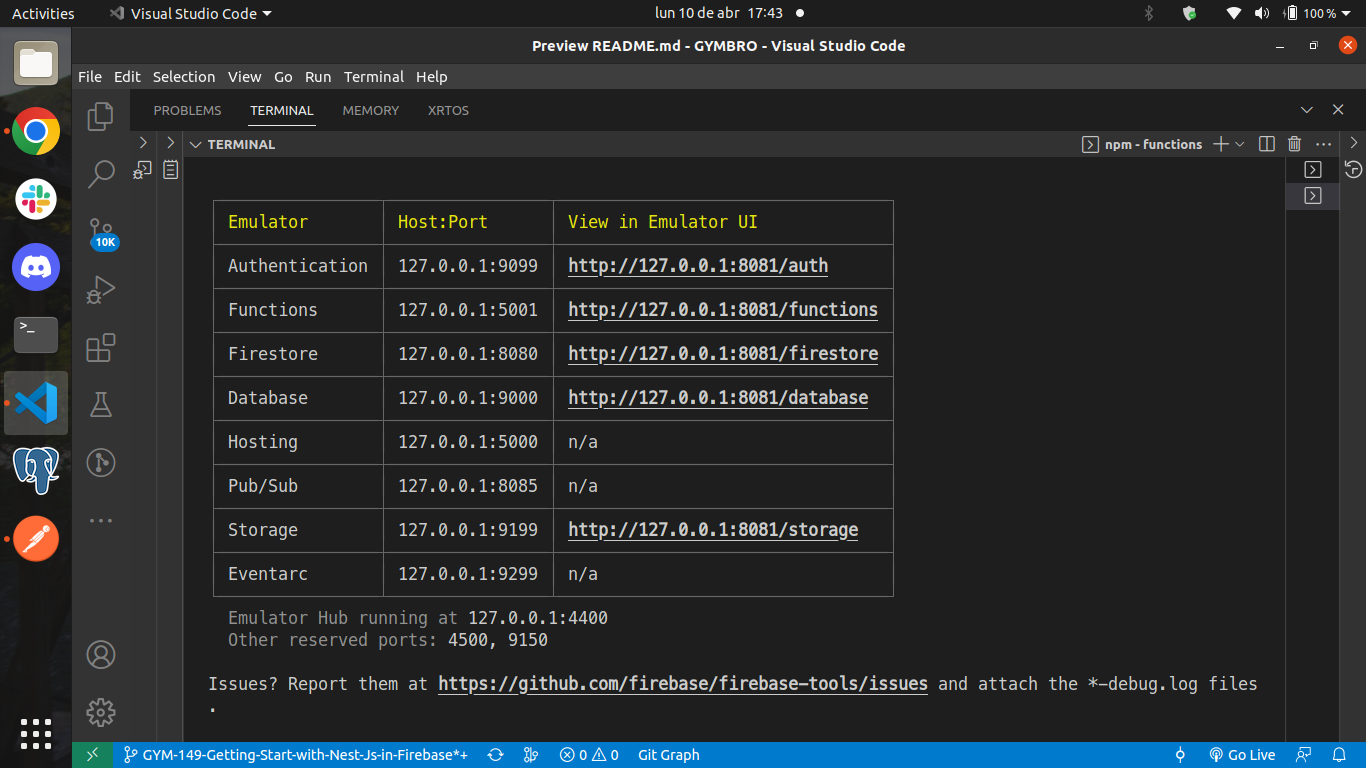 Activities
Visual Studio Code
lun 10 de abr 17:43
100 %
Preview README.md - GYMBRO - Visual Studio Code
File Edit Selection View Go Run Terminal Help
PROBLEMS TERMINAL MEMORY XRTOS
TERMINAL
npm - functions
10K
>_
Emulator Host:Port View in Emulator UI
Authentication 127.0.0.1:9099 http://127.0.0.1:8081/auth
Functions 127.0.0.1:5001 http://127.0.0.1:8081/functions
Firestore 127.0.0.1:8080 http://127.0.0.1:8081/firestore
Database 127.0.0.1:9000 http://127.0.0.1:8081/database
Hosting 127.0.0.1:5000 n/a
Pub/Sub 127.0.0.1:8085 n/a
Storage 127.0.0.1:9199 http://127.0.0.1:8081/storage
Eventarc 127.0.0.1:9299 n/a
Emulator Hub running at 127.0.0.1:4400
Other reserved ports: 4500, 9150
Issues? Report them at https://github.com/firebase/firebase-tools/issues and attach the *-debug.log files
.
GYM-149-Getting-Start-with-Nest-Js-in-Firebase*+ 0 0 Git Graph Go Live